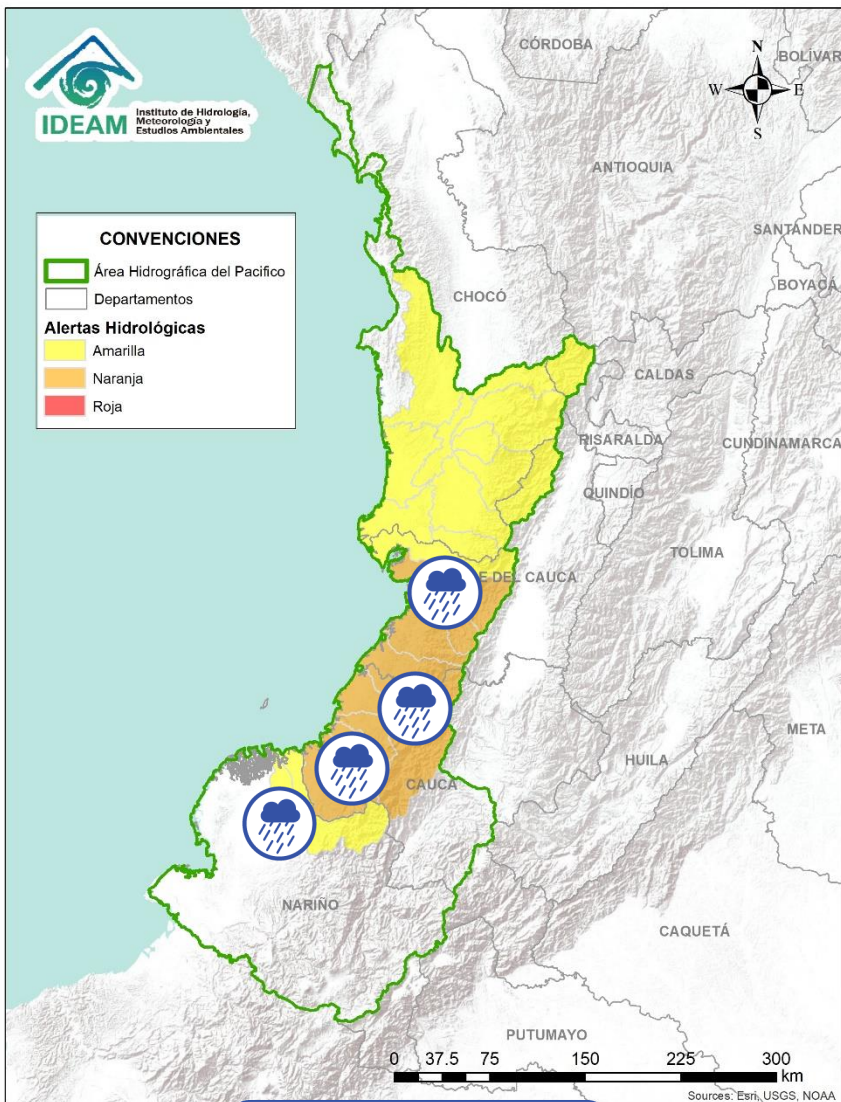 CÓRDOBA
BOLÍVAR
N
W E
S
IDEAM
Instituto de Hidrología,
Meteorología y
Estudios Ambientales
ANTIOQUIA
SANTANDER
BOYACÁ
CONVENCIONES
Área Hidrográfica del Pacifico
Departamentos
Alertas Hidrológicas
Amarilla
Naranja
Roja
CHOCÓ
CALDAS
RISARALDA
CUNDINAMARCA
QUINDÍO
TOLIMA
E DEL CAUCA
META
HUILA
CAUCA
NARIÑO
CAQUETÁ
PUTUMAYO
0 37.5 75 150 225 300
km
Sources: Esri, USGS, NOAA